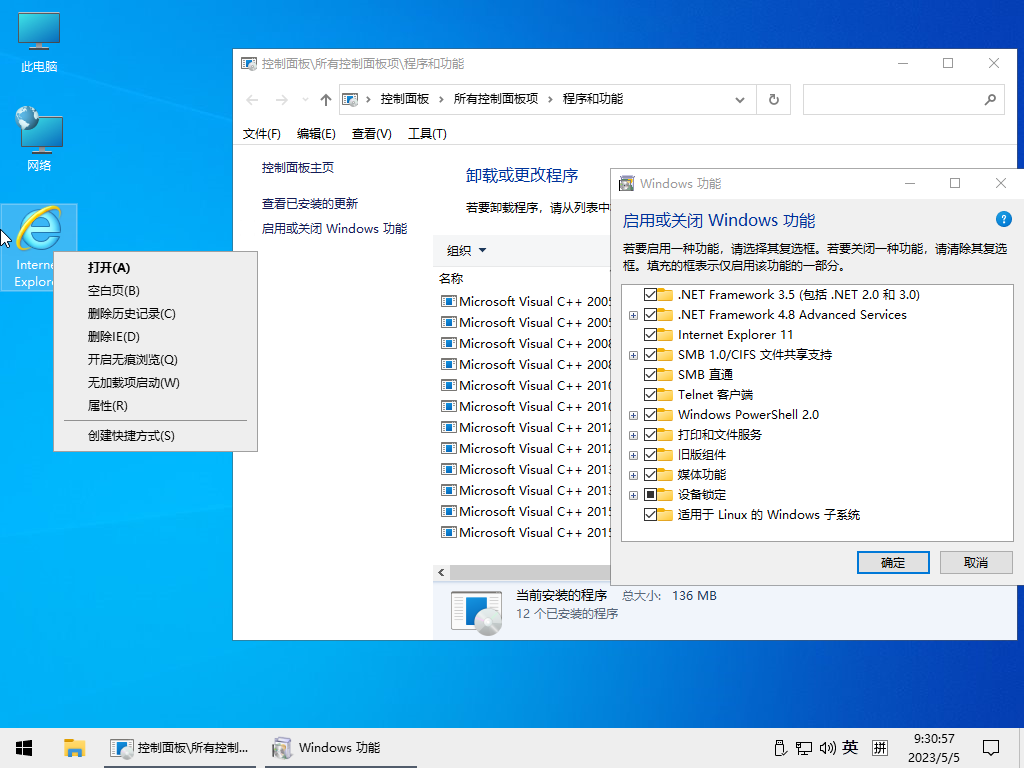 此电脑
网络
Internet
Explorer
打开(A)
空白页(B)
删除历史记录(C)
删除IE(D)
开启无痕浏览(Q)
无加载项启动(W)
属性(R)
创建快捷方式(S)
控制面板\所有控制面板项\程序和功能
控制面板 所有控制面板项 程序和功能
文件(F) 编辑(E) 查看(V) 工具(T)
控制面板主页
查看已安装的更新
启用或关闭 Windows 功能
卸载或更改程序
若要卸载程序，请从列表中
组织
名称
Microsoft Visual C++ 2005
Microsoft Visual C++ 2005
Microsoft Visual C++ 2008
Microsoft Visual C++ 2008
Microsoft Visual C++ 2010
Microsoft Visual C++ 2010
Microsoft Visual C++ 2012
Microsoft Visual C++ 2012
Microsoft Visual C++ 2013
Microsoft Visual C++ 2013
Microsoft Visual C++ 2015
Microsoft Visual C++ 2015
当前安装的程序 总大小: 136 MB
12 个已安装的程序
Windows 功能
启用或关闭 Windows 功能
若要启用一种功能，请选择其复选框。若要关闭一种功能，请清除其复选
框。填充的框表示仅启用该功能的一部分。
.NET Framework 3.5 (包括 .NET 2.0 和 3.0)
.NET Framework 4.8 Advanced Services
Internet Explorer 11
SMB 1.0/CIFS 文件共享支持
SMB 直通
Telnet 客户端
Windows PowerShell 2.0
打印和文件服务
旧版组件
媒体功能
设备锁定
适用于 Linux 的 Windows 子系统
确定 取消
控制面板\所有控制...
Windows 功能
英 拼
9:30:57
2023/5/5